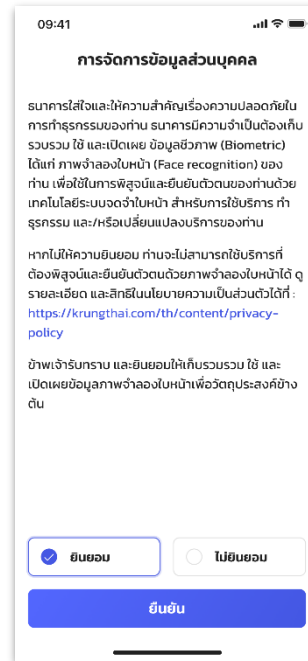 09:41
การจัดการข้อมูลส่วนบุคคล
ธนาคารใส่ใจและให้ความสำคัญเรื่องความปลอดภัยใน
การทำธุรกรรมของท่าน ธนาคารมีความจำเป็นต้องเก็บ
รวบรวม ใช้ และเปิดเผย ข้อมูลชีวภาพ (Biometric)
ได้แก่ ภาพจำลองใบหน้า (Face recognition) ของ
ท่าน เพื่อใช้ในการพิสูจน์และยืนยันตัวตนของท่านด้วย
เทคโนโลยีระบบจดจำใบหน้า สำหรับการใช้บริการ ทำ
ธุรกรรม และ/หรือเปลี่ยนแปลงบริการของท่าน
หากไม่ให้ความยินยอม ท่านจะไม่สามารถใช้บริการที่
ต้องพิสูจน์และยืนยันตัวตนด้วยภาพจำลองใบหน้าได้ ดู
รายละเอียด และสิทธิในนโยบายความเป็นส่วนตัวได้ที่ :
https://krungthai.com/th/content/privacy-
policy
ข้าพเจ้ารับทราบ และยินยอมให้เก็บรวบรวม ใช้ และ
เปิดเผยข้อมูลภาพจำลองใบหน้าเพื่อวัตถุประสงค์ข้าง
ต้น
ยินยอม ไม่ยินยอม
ยืนยัน